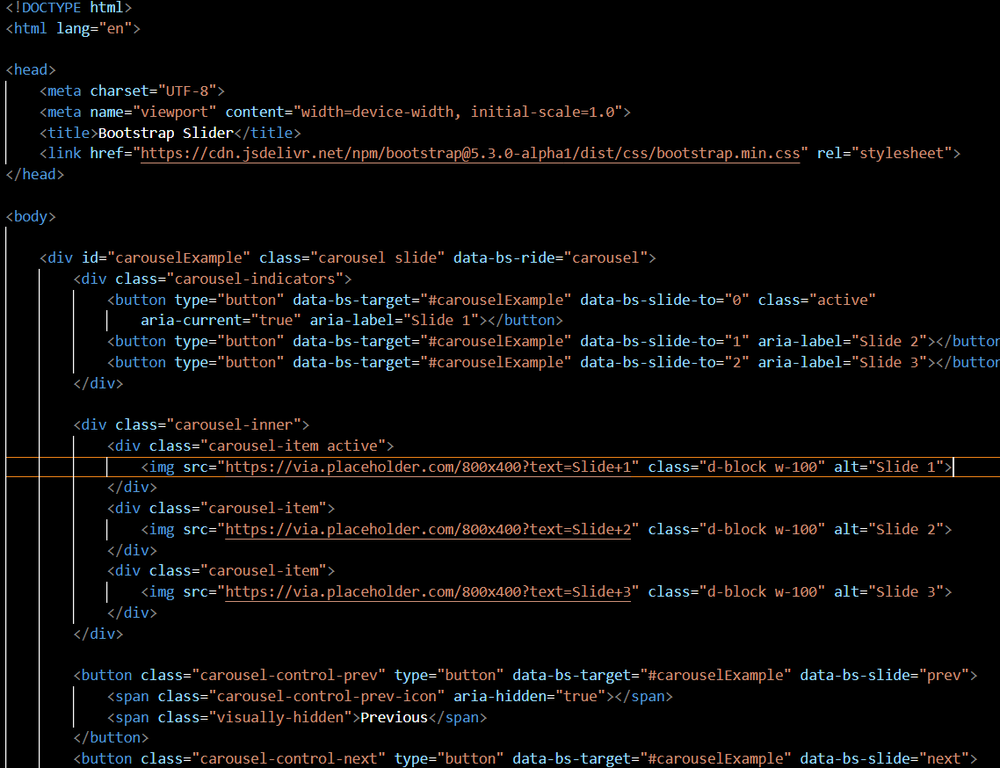 <!DOCTYPE html>
<html lang="en">
<head>
<meta charset="UTF-8">
<meta name="viewport" content="width=device-width, initial-scale=1.0">
<title>Bootstrap Slider</title>
<link href="https://cdn.jsdelivr.net/npm/bootstrap@5.3.0-alpha1/dist/css/bootstrap.min.css" rel="stylesheet">
</head>
<body>
<div id="carouselExample" class="carousel slide" data-bs-ride="carousel">
<div class="carousel-indicators">
<button type="button" data-bs-target="#carouselExample" data-bs-slide-to="0" class="active"
aria-current="true" aria-label="Slide 1"></button>
<button type="button" data-bs-target="#carouselExample" data-bs-slide-to="1" aria-label="Slide 2"></button
<button type="button" data-bs-target="#carouselExample" data-bs-slide-to="2" aria-label="Slide 3"></button
</div>
<div class="carousel-inner">
<div class="carousel-item active">
<img src="https://via.placeholder.com/800x400?text=Slide+1" class="d-block w-100" alt="Slide 1">
</div>
<div class="carousel-item">
<img src="https://via.placeholder.com/800x400?text=Slide+2" class="d-block w-100" alt="Slide 2">
</div>
<div class="carousel-item">
<img src="https://via.placeholder.com/800x400?text=Slide+3" class="d-block w-100" alt="Slide 3">
</div>
</div>
<button class="carousel-control-prev" type="button" data-bs-target="#carouselExample" data-bs-slide="prev">
<span class="carousel-control-prev-icon" aria-hidden="true"></span>
<span class="visually-hidden">Previous</span>
</button>
<button class="carousel-control-next" type="button" data-bs-target="#carouselExample" data-bs-slide="next">